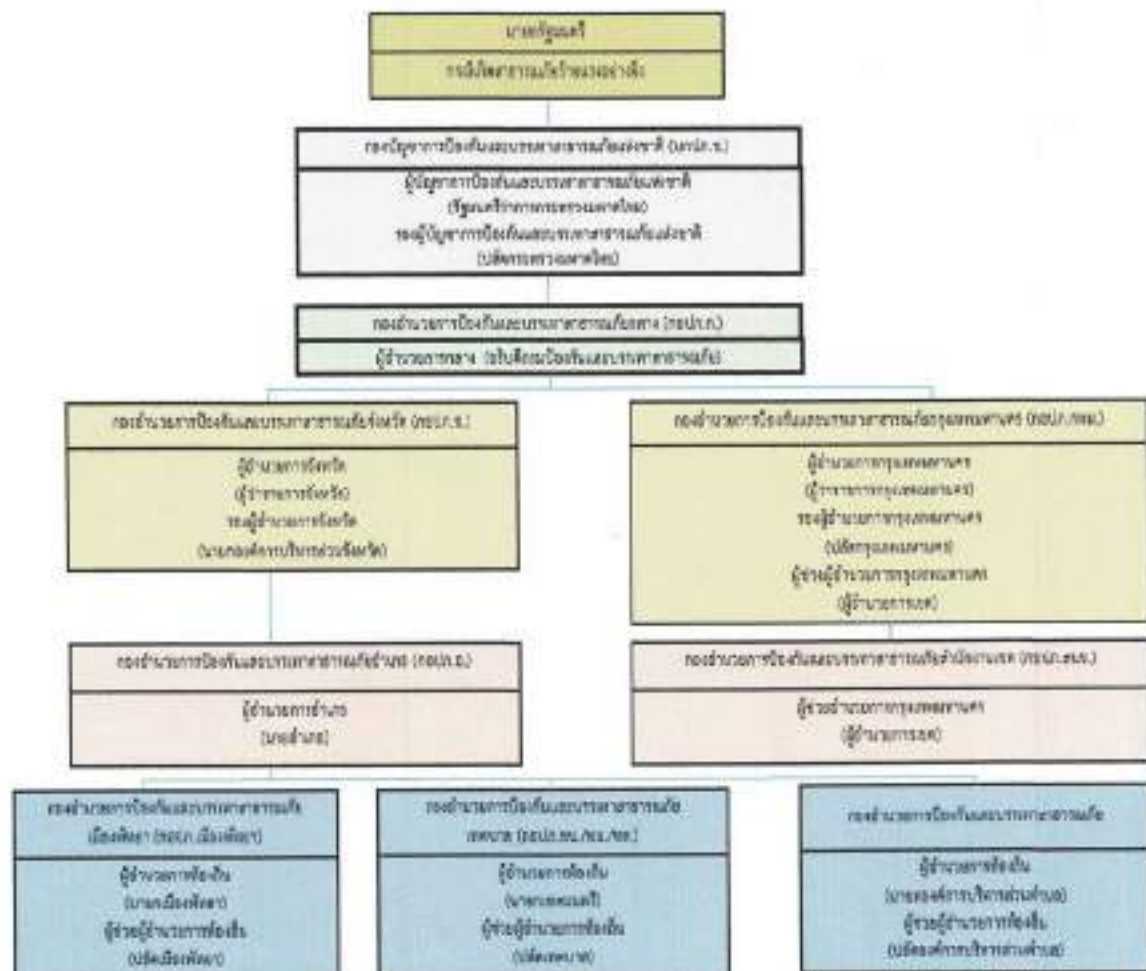 นายกรัฐมนตรี
กรณีเกิดสาธารณภัยร้ายแรงอย่างยิ่ง
กองบัญชาการป้องกันและบรรเทาสาธารณภัยแห่งชาติ (บกปภ.ช.)
ผู้บัญชาการป้องกันและบรรเทาสาธารณภัยแห่งชาติ
(รัฐมนตรีว่าการกระทรวงมหาดไทย)
รองผู้บัญชาการป้องกันและบรรเทาสาธารณภัยแห่งชาติ
(ปลัดกระทรวงมหาดไทย)
กองอำนวยการป้องกันและบรรเทาสาธารณภัยกลาง (กอปภ.ก.)
ผู้อำนวยการกลาง (อธิบดีกรมป้องกันและบรรเทาสาธารณภัย)
กองอำนวยการป้องกันและบรรเทาสาธารณภัยจังหวัด (กอปภ.จ.)
ผู้อำนวยการจังหวัด
(ผู้ว่าราชการจังหวัด)
รองผู้อำนวยการจังหวัด
(นายกองค์การบริหารส่วนจังหวัด)
กองอำนวยการป้องกันและบรรเทาสาธารณภัยกรุงเทพมหานคร (กอปภ.กทม.)
ผู้อำนวยการกรุงเทพมหานคร
(ผู้ว่าราชการกรุงเทพมหานคร)
รองผู้อำนวยการกรุงเทพมหานคร
(ปลัดกรุงเทพมหานคร)
ผู้ช่วยผู้อำนวยการกรุงเทพมหานคร
(ผู้อำนวยการเขต)
กองอำนวยการป้องกันและบรรเทาสาธารณภัยอำเภอ (กอปภ.อ.)
ผู้อำนวยการอำเภอ
(นายอำเภอ)
กองอำนวยการป้องกันและบรรเทาสาธารณภัยสำนักงานเขต (กอปภ.สนข.)
ผู้ช่วยอำนวยการกรุงเทพมหานคร
(ผู้อำนวยการเขต)
กองอำนวยการป้องกันและบรรเทาสาธารณภัย
เมืองพัทยา (กอปภ.เมืองพัทยา)
ผู้อำนวยการท้องถิ่น
(นายกเมืองพัทยา)
ผู้ช่วยผู้อำนวยการท้องถิ่น
(ปลัดเมืองพัทยา)
กองอำนวยการป้องกันและบรรเทาสาธารณภัย
เทศบาล (กอปภ.ทน./ทม./ทต.)
ผู้อำนวยการท้องถิ่น
(นายกเทศมนตรี)
ผู้ช่วยผู้อำนวยการท้องถิ่น
(ปลัดเทศบาล)
กองอำนวยการป้องกันและบรรเทาสาธารณภัย
ผู้อำนวยการท้องถิ่น
(นายกองค์การบริหารส่วนตำบล)
ผู้ช่วยผู้อำนวยการท้องถิ่น
(ปลัดองค์การบริหารส่วนตำบล)